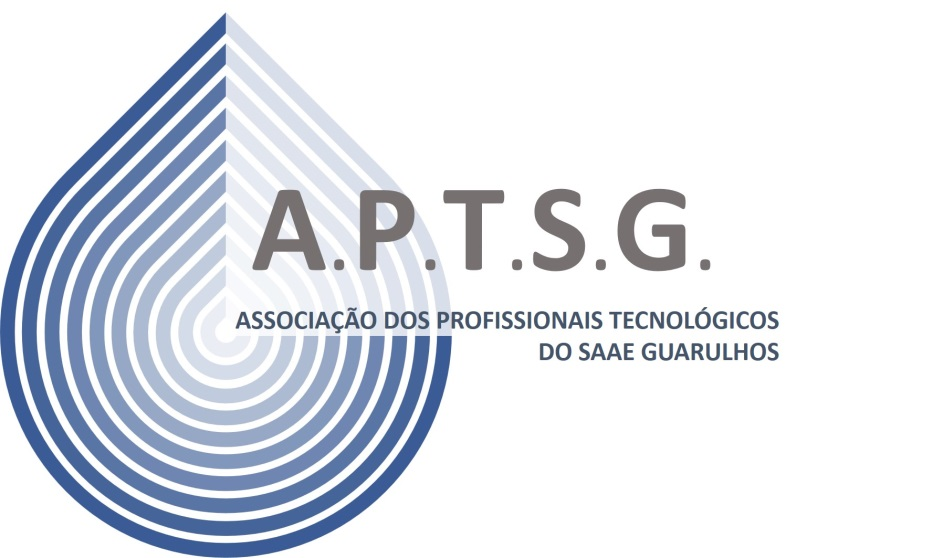 A.P.T.S.G.
ASSOCIAÇÃO DOS PROFISSIONAIS TECNOLÓGICOS
DO SAAE GUARULHOS